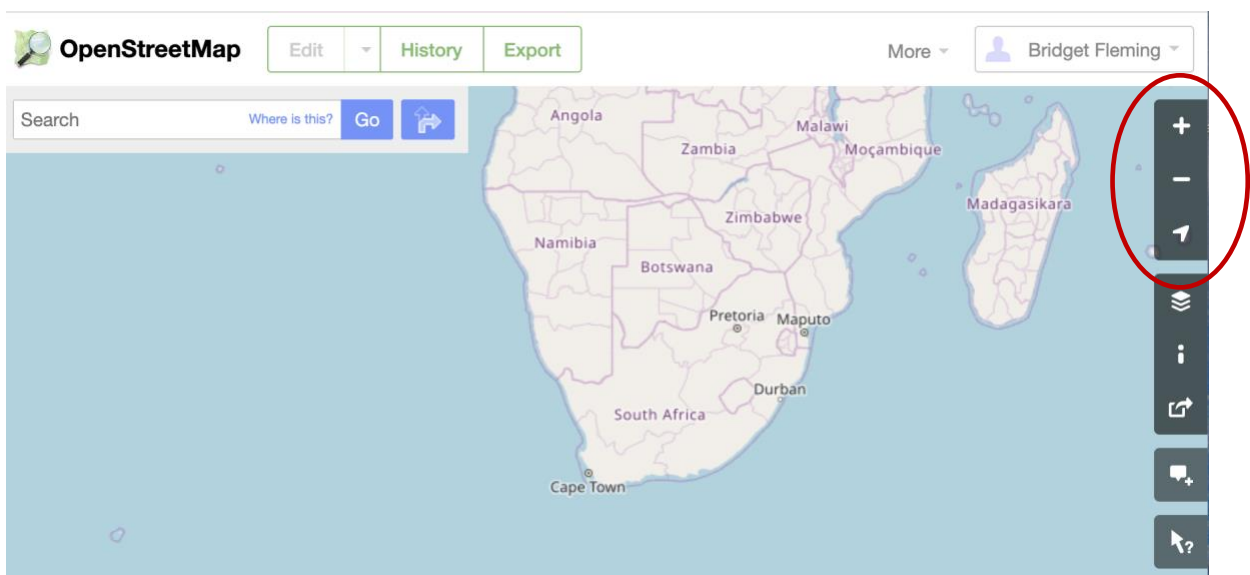 OpenStreetMap Edit History Export More Bridget Fleming
Search Where is this? Go
Angola
Malawi
Zambia Moçambique
Madagasikara
Zimbabwe
Namibia
Botswana
Pretoria Maputo
Durban
South Africa
Cape Town